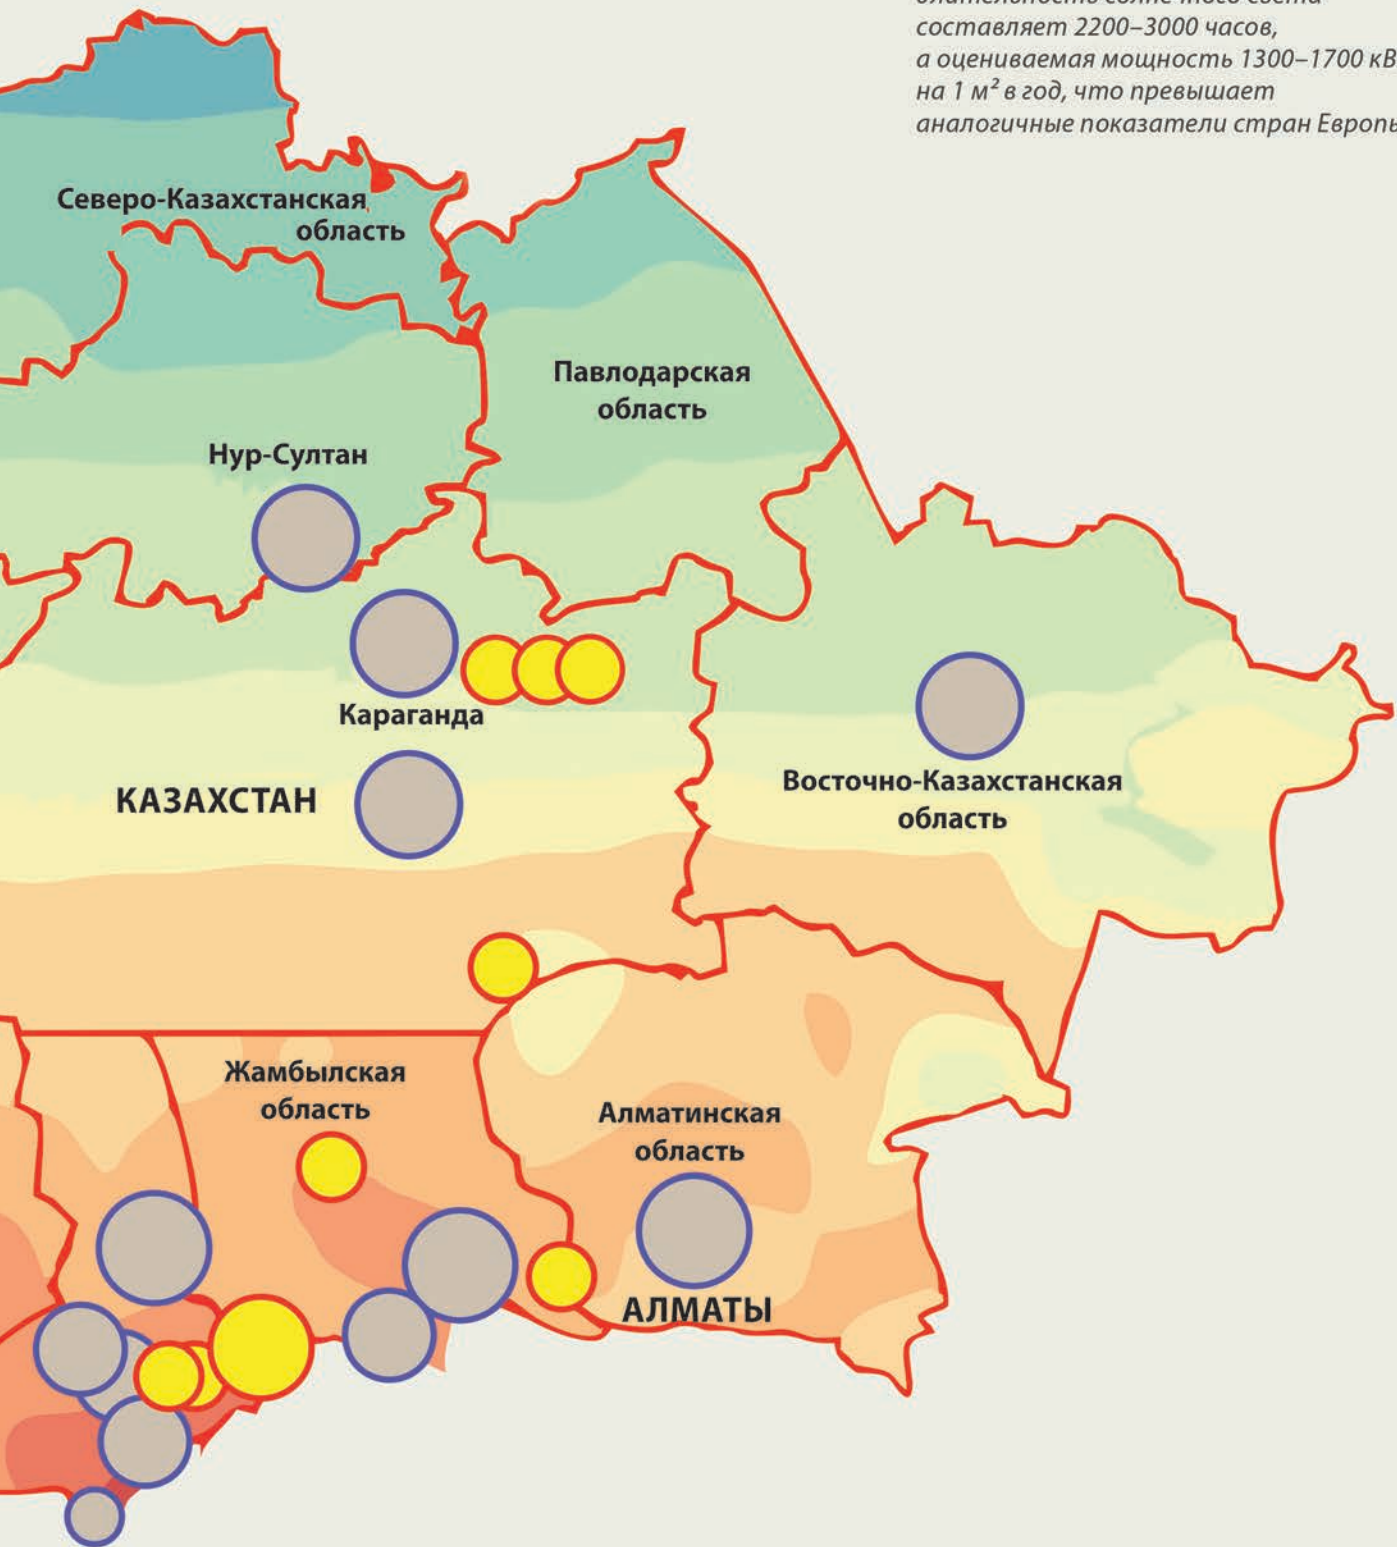 составляет 2200–3000 часов,
а оцениваемая мощность 1300–1700 кВ
на 1 м² в год, что превышает
аналогичные показатели стран Европы
Северо-Казахстанская
область
Павлодарская
область
Нур-Султан
Караганда
КАЗАХСТАН
Восточно-Казахстанская
область
Жамбылская
область
Алматинская
область
АЛМАТЫ